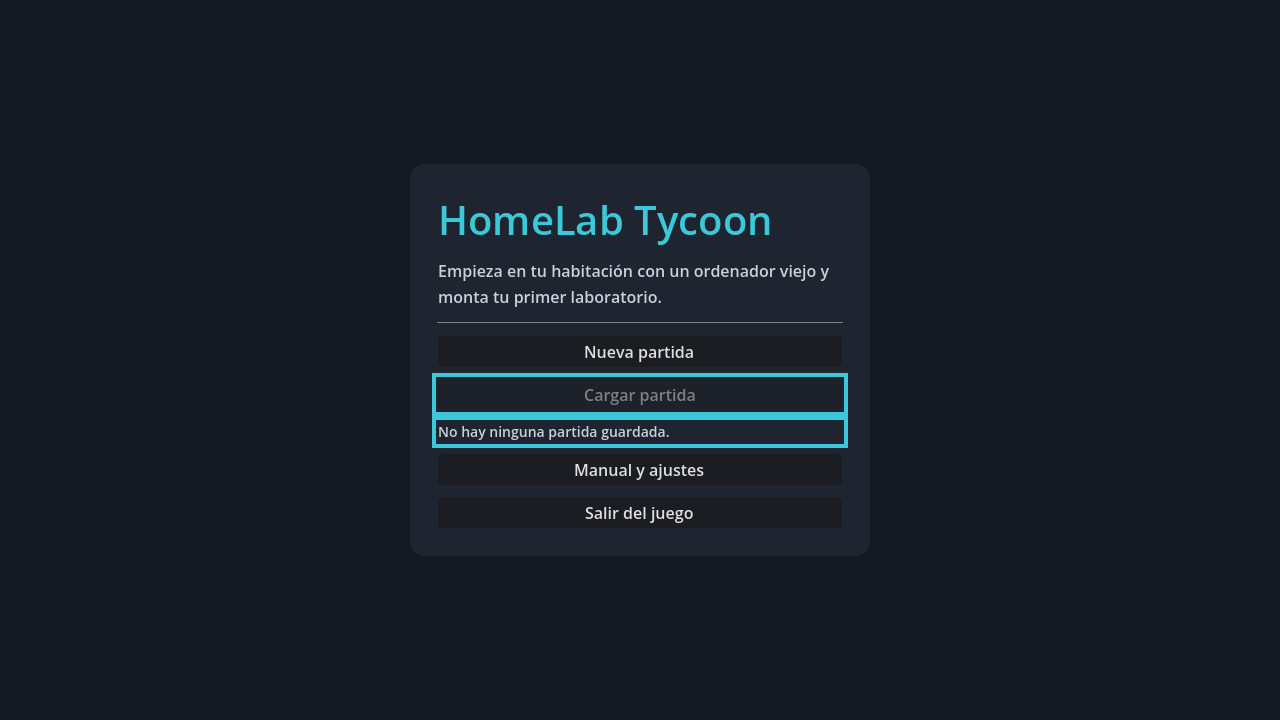 HomeLab Tycoon
Empieza en tu habitación con un ordenador viejo y
monta tu primer laboratorio.
Nueva partida
Cargar partida
No hay ninguna partida guardada.
Manual y ajustes
Salir del juego